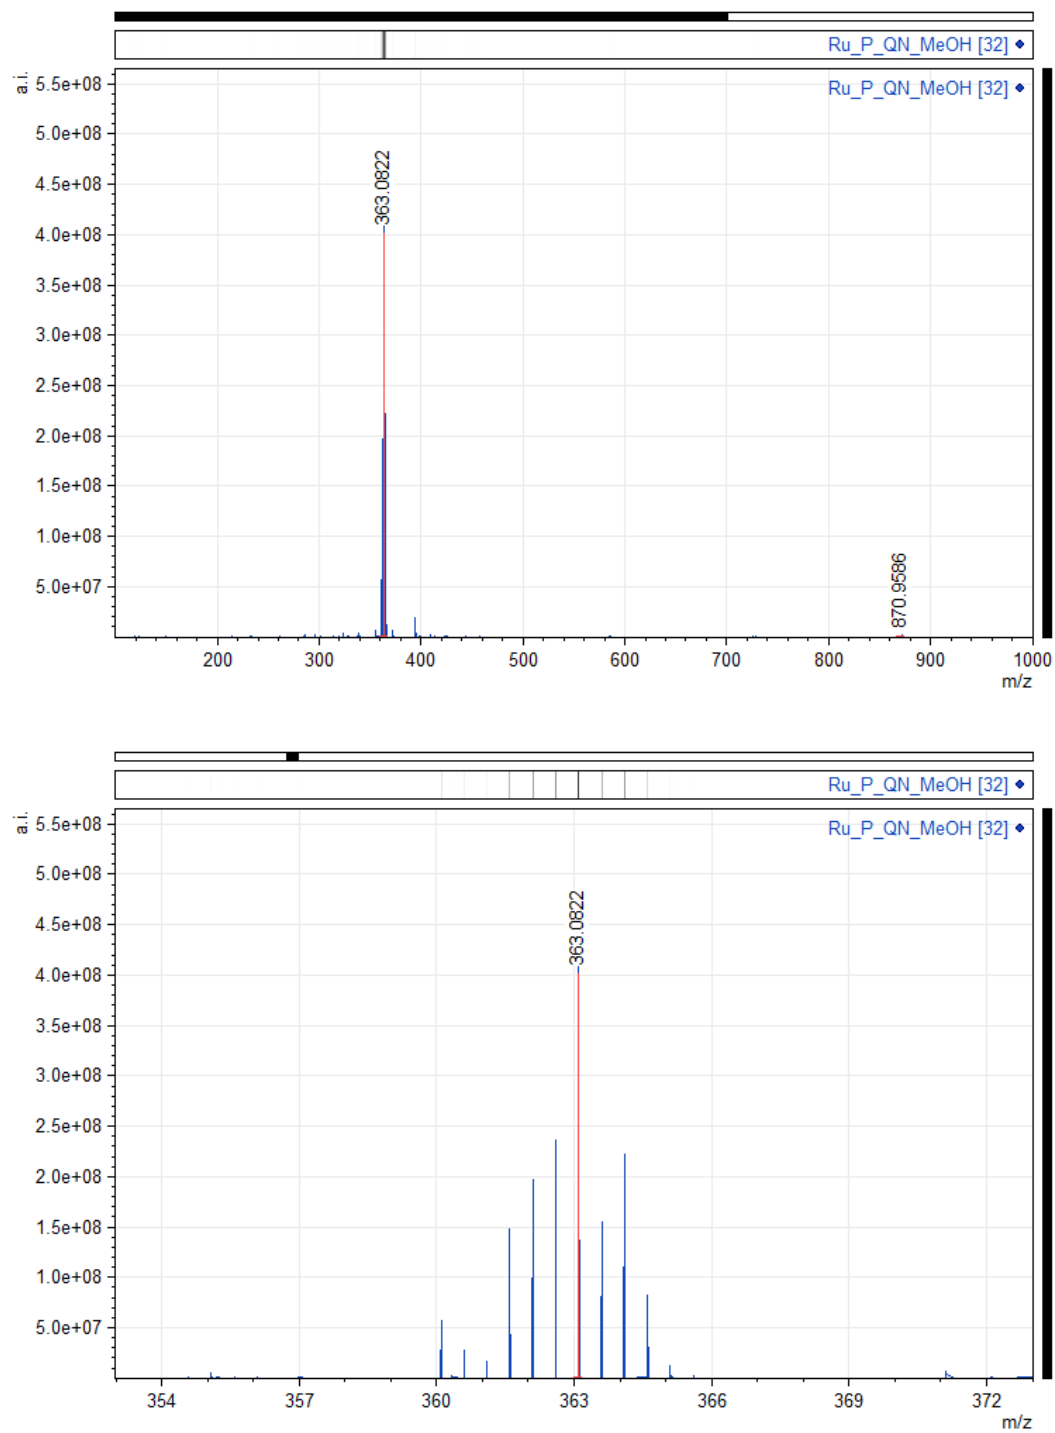 Ru_P_QN_MeOH [32]
a.i.
Ru_P_QN_MeOH [32]
5.5e+08
5.0e+08
4.5e+08
4.0e+08
3.5e+08
3.0e+08
2.5e+08
2.0e+08
1.5e+08
1.0e+08
5.0e+07
363.0822
870.9586
200 300 400 500 600 700 800 900 1000
m/z
Ru_P_QN_MeOH [32]
a.i.
Ru_P_QN_MeOH [32]
5.5e+08
5.0e+08
4.5e+08
4.0e+08
3.5e+08
3.0e+08
2.5e+08
2.0e+08
1.5e+08
1.0e+08
5.0e+07
363.0822
354 357 360 363 366 369 372
m/z